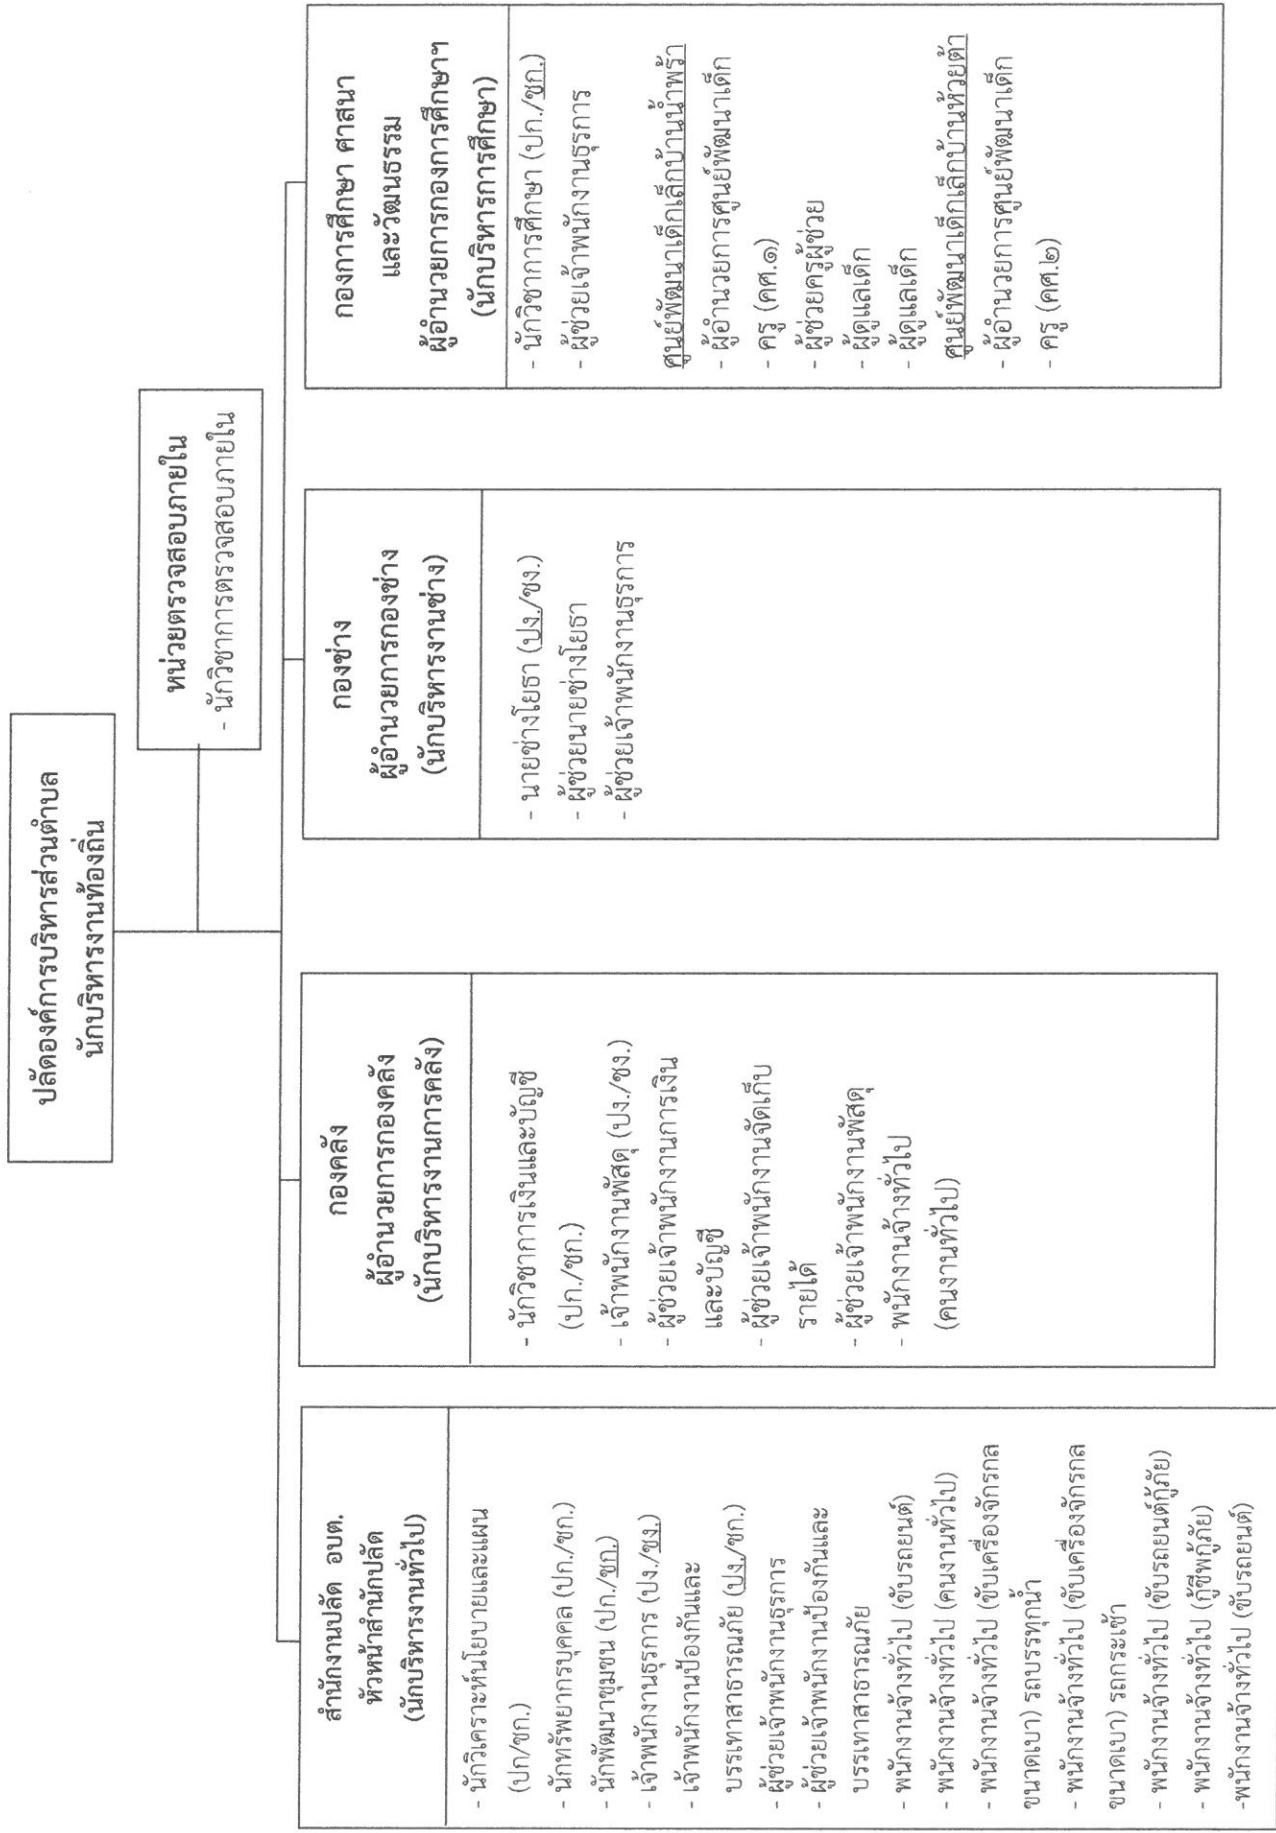 ปลัดองค์การบริหารส่วนตำบล
นักบริหารงานท้องถิ่น
หน่วยตรวจสอบภายใน
- นักวิชาการตรวจสอบภายใน
สำนักงานปลัด อบต.
หัวหน้าสำนักปลัด
(นักบริหารงานทั่วไป)
- นักวิเคราะห์นโยบายและแผน
(ปก/ชก.)
- นักทรัพยากรบุคคล (ปก./ชก.)
- นักพัฒนาชุมชน (ปก./ชก.)
- เจ้าพนักงานธุรการ (ปง./ชง.)
- เจ้าพนักงานป้องกันและ
บรรเทาสาธารณภัย (ปง./ชก.)
- ผู้ช่วยเจ้าพนักงานธุรการ
- ผู้ช่วยเจ้าพนักงานป้องกันและ
บรรเทาสาธารณภัย
- พนักงานจ้างทั่วไป (ขับรถยนต์)
- พนักงานจ้างทั่วไป (คนงานทั่วไป)
- พนักงานจ้างทั่วไป (ขับเครื่องจักรกล
ขนาดเบา) รถบรรทุกน้ำ
- พนักงานจ้างทั่วไป (ขับเครื่องจักรกล
ขนาดเบา) รถกระเช้า
- พนักงานจ้างทั่วไป (ขับรถยนต์กู้ภัย)
- พนักงานจ้างทั่วไป (กู้ชีพกู้ภัย)
-พนักงานจ้างทั่วไป (ขับรถยนต์)
กองคลัง
ผู้อำนวยการกองคลัง
(นักบริหารงานการคลัง)
- นักวิชาการเงินและบัญชี
(ปก./ชก.)
- เจ้าพนักงานพัสดุ (ปง./ชง.)
- ผู้ช่วยเจ้าพนักงานการเงิน
และบัญชี
- ผู้ช่วยเจ้าพนักงานจัดเก็บ
รายได้
- ผู้ช่วยเจ้าพนักงานพัสดุ
- พนักงานจ้างทั่วไป
(คนงานทั่วไป)
กองช่าง
ผู้อำนวยการกองช่าง
(นักบริหารงานช่าง)
- นายช่างโยธา (ปง./ชง.)
- ผู้ช่วยนายช่างโยธา
- ผู้ช่วยเจ้าพนักงานธุรการ
กองการศึกษา ศาสนา
และวัฒนธรรม
ผู้อำนวยการกองการศึกษาฯ
(นักบริหารการศึกษา)
- นักวิชาการศึกษา (ปก./ชก.)
- ผู้ช่วยเจ้าพนักงานธุรการ
ศูนย์พัฒนาเด็กเล็กบ้านน้ำพร้า
- ผู้อำนวยการศูนย์พัฒนาเด็ก
- ครู (คศ.๑)
- ผู้ช่วยครูผู้ช่วย
- ผู้ดูแลเด็ก
- ผู้ดูแลเด็ก
ศูนย์พัฒนาเด็กเล็กบ้านห้วยต้า
- ผู้อำนวยการศูนย์พัฒนาเด็ก
- ครู (คศ.๒)